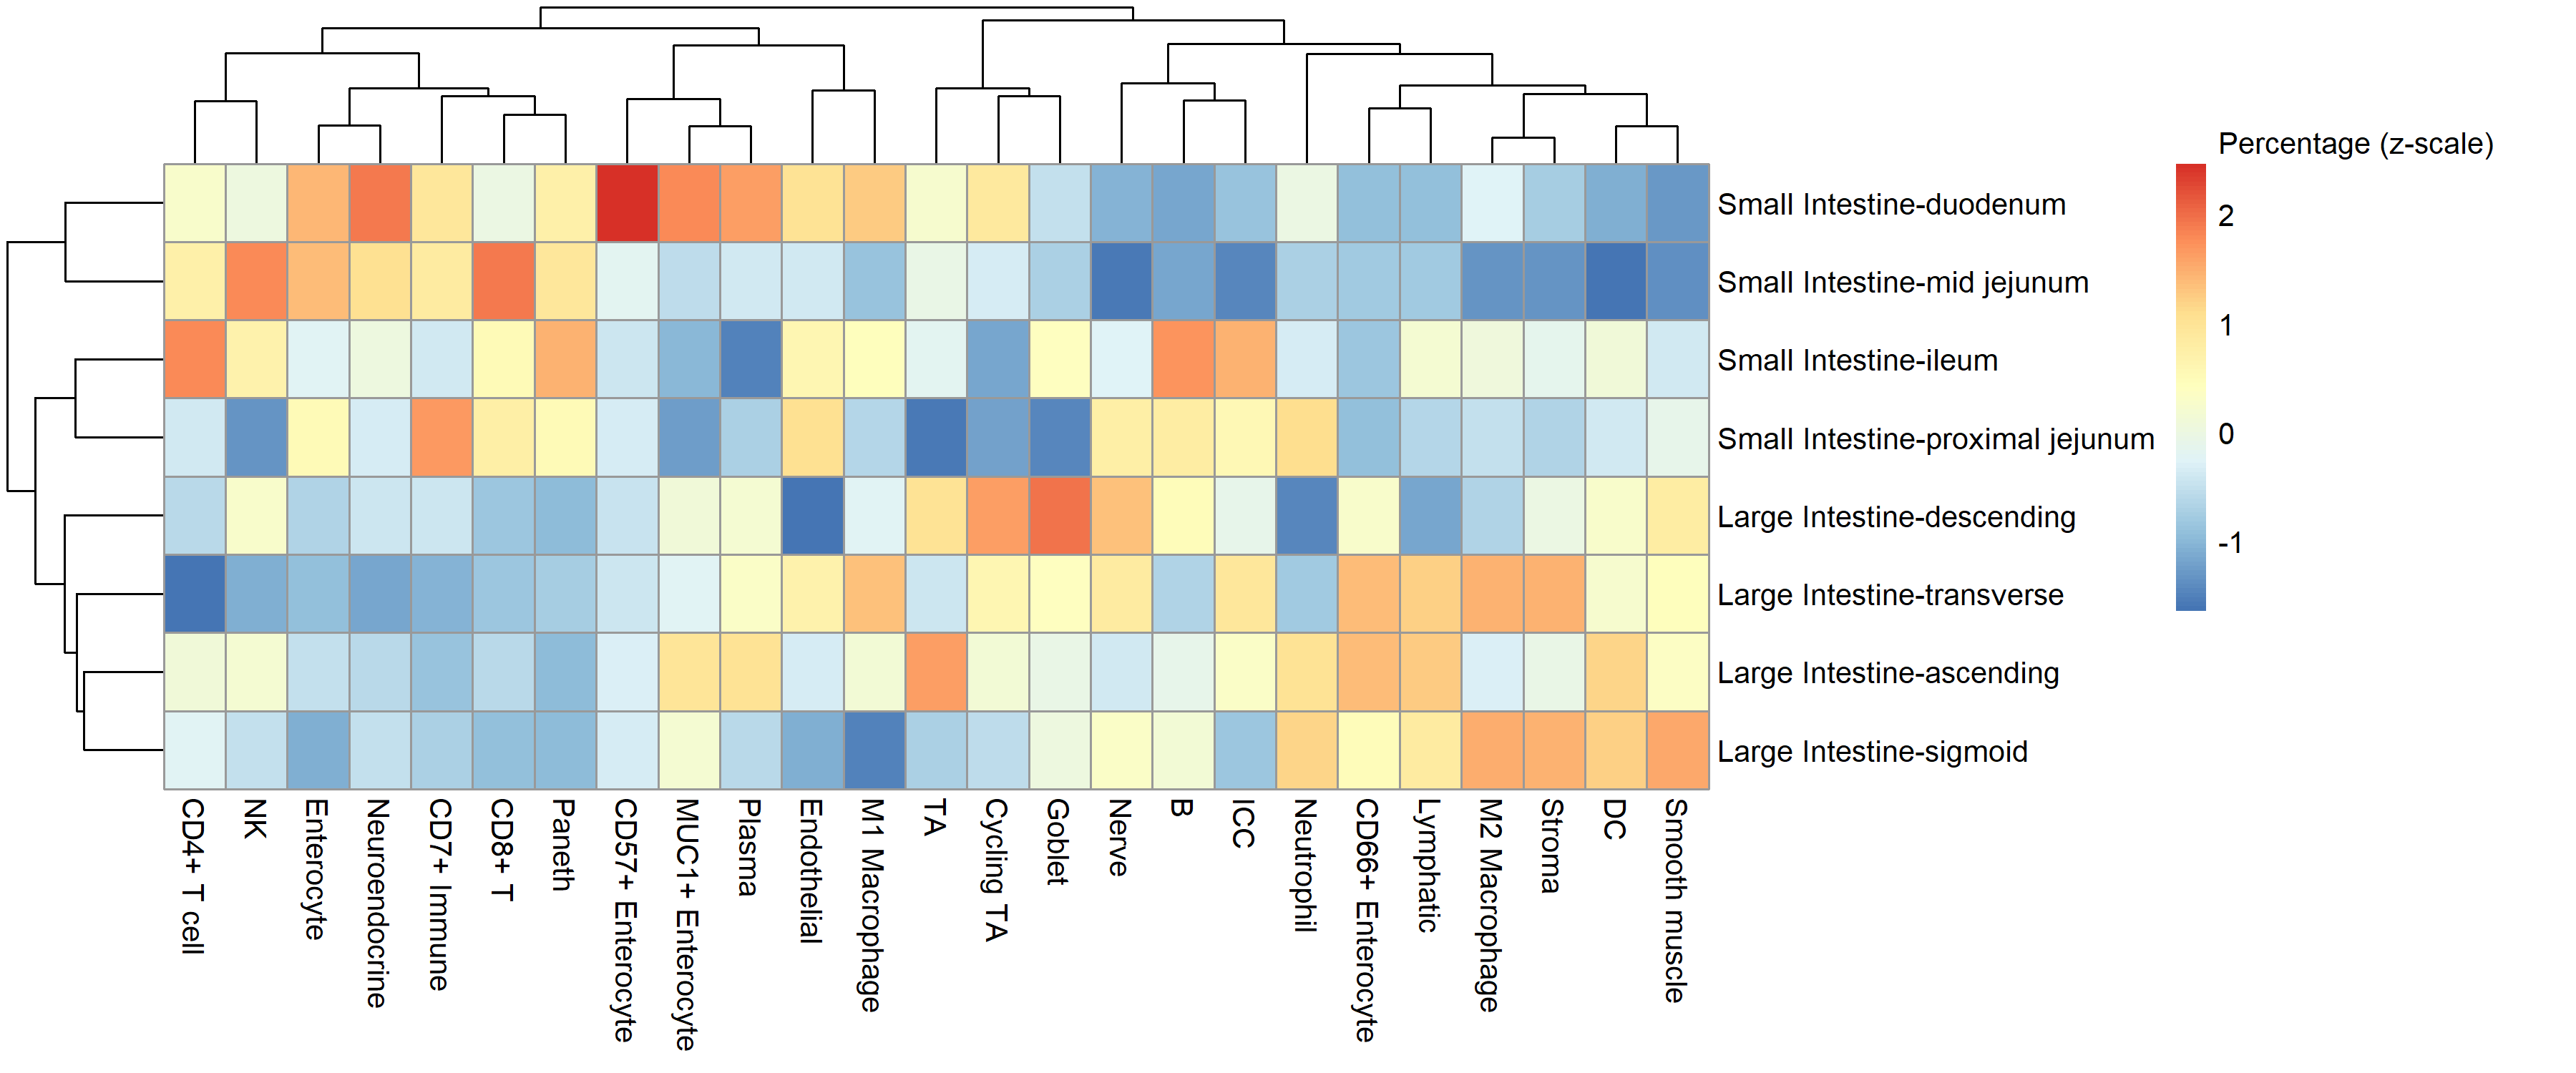 Percentage (z-scale)
2
1
0
-1
Small Intestine-duodenum
Small Intestine-mid jejunum
Small Intestine-ileum
Small Intestine-proximal jejunum
Large Intestine-descending
Large Intestine-transverse
Large Intestine-ascending
Large Intestine-sigmoid
CD4+ T cell
NK
Enterocyte
Neuroendocrine
CD7+ Immune
CD8+ T
Paneth
CD57+ Enterocyte
MUC1+ Enterocyte
Plasma
Endothelial
M1 Macrophage
TA
Cycling TA
Goblet
Nerve
B
ICC
Neutrophil
CD66+ Enterocyte
Lymphatic
M2 Macrophage
Stroma
DC
Smooth muscle